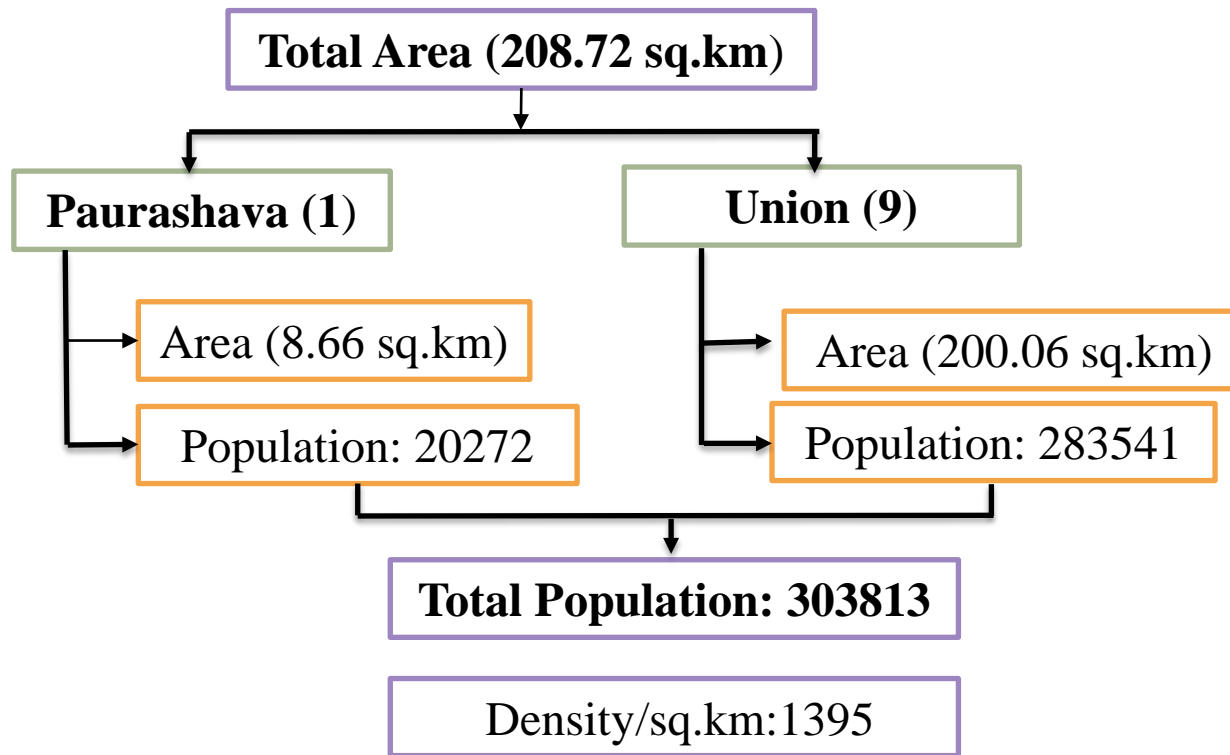 Total Area (208.72 sq.km)
Paurashava (1)
Union (9)
Area (8.66 sq.km)
Area (200.06 sq.km)
Population: 20272
Population: 283541
Total Population: 303813
Density/sq.km:1395